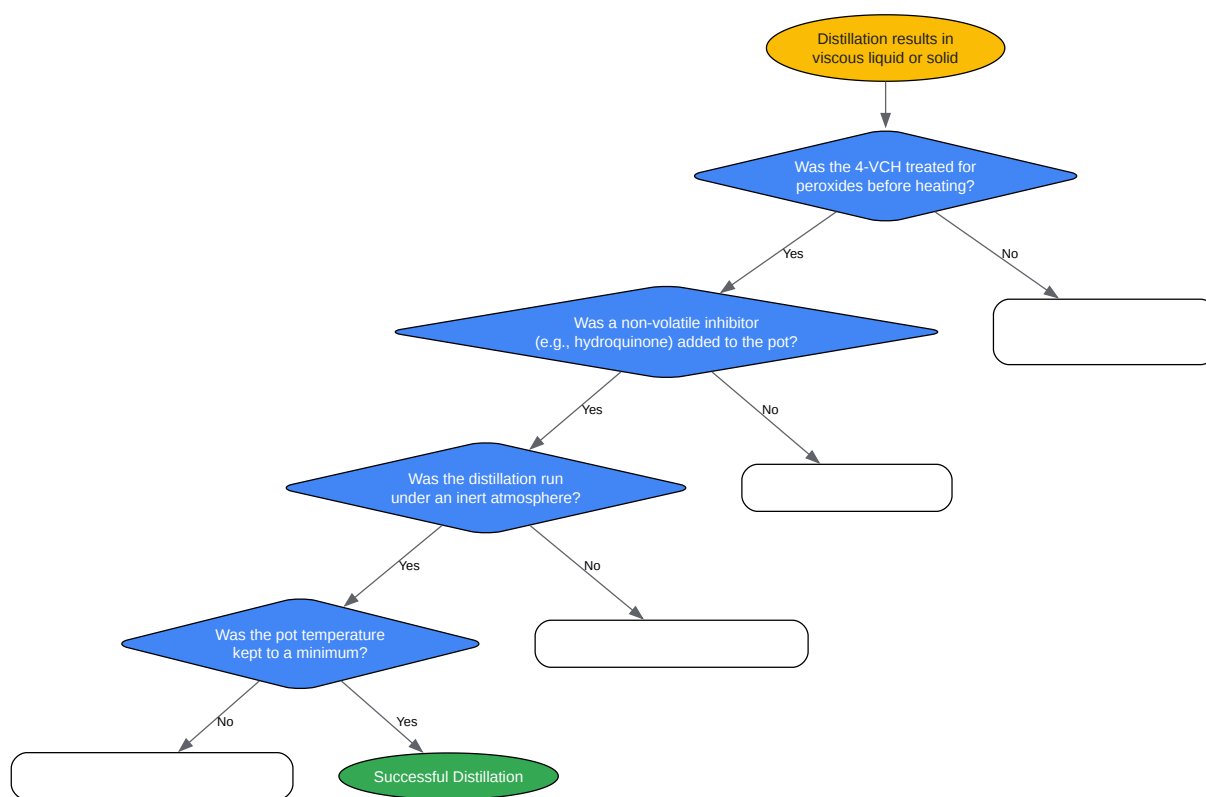 Distillation results in
viscous liquid or solid
Was the 4-VCH treated for
peroxides before heating?
Yes
No
Was a non-volatile inhibitor
(e.g., hydroquinone) added to the pot?
Yes
No
Was the distillation run
under an inert atmosphere?
Yes
No
Was the pot temperature
kept to a minimum?
No
Yes
Successful Distillation